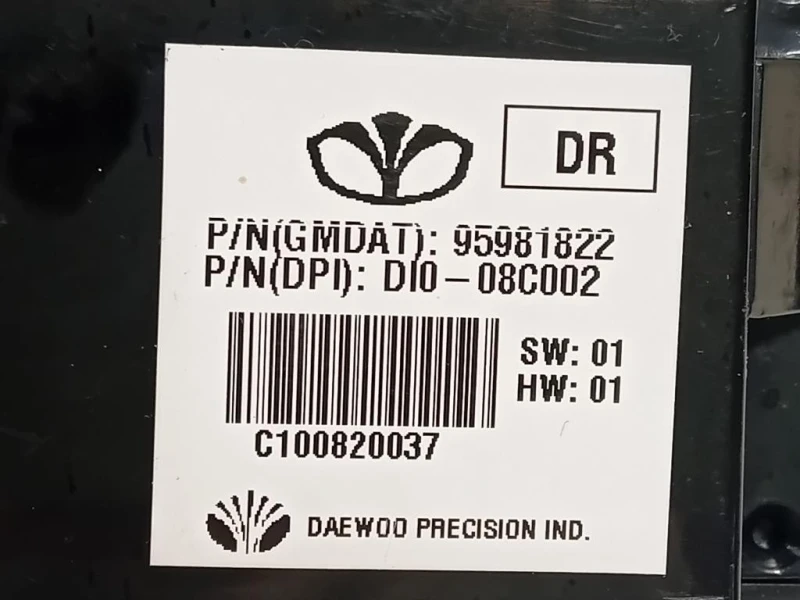 DR
P/N(GMDAT): 95981822
P/N(DPI): DI0-08C002
SW: 01
HW: 01
C100820037
DAEWOO PRECISION IND.